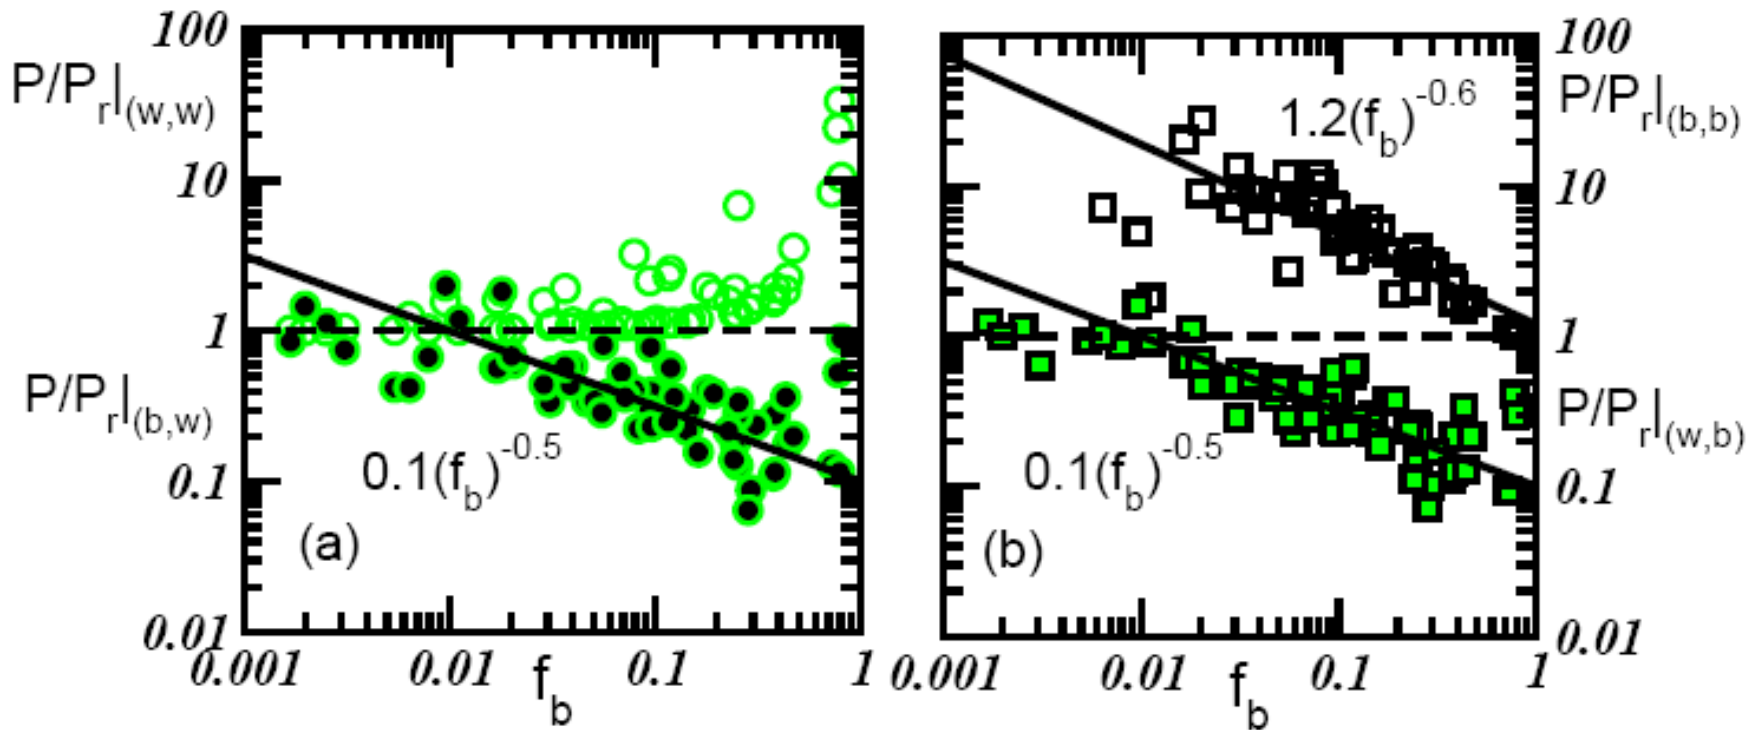 100
P/P_r|_(w,w)
10
1
P/P_r|_(b,w)
0.1
0.01
0.1(f_b)^-0.5
(a)
0.001 0.01 0.1 1
f_b
100
P/P_r|_(b,b)
10
1
P/P_r|_(w,b)
0.1
0.01
1.2(f_b)^-0.6
0.1(f_b)^-0.5
(b)
0.001 0.01 0.1 1
f_b